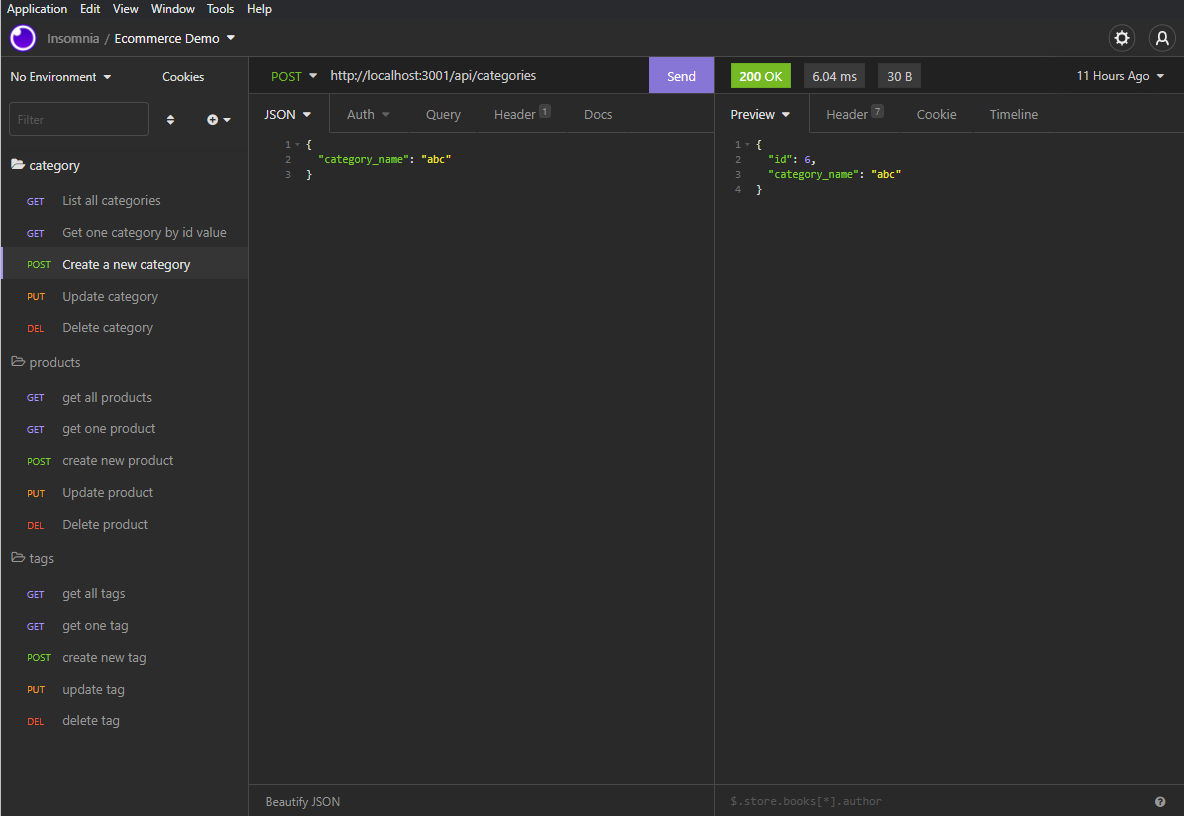 Application Edit View Window Tools Help
Insomnia / Ecommerce Demo
No Environment Cookies
Filter
category
GET List all categories
GET Get one category by id value
POST Create a new category
PUT Update category
DEL Delete category
products
GET get all products
GET get one product
POST create new product
PUT Update product
DEL Delete product
tags
GET get all tags
GET get one tag
POST create new tag
PUT update tag
DEL delete tag
POST http://localhost:3001/api/categories Send
JSON Auth Query Header 1 Docs
1 {
2 "category_name": "abc"
3 }
Beautify JSON
200 OK 6.04 ms 30 B 11 Hours Ago
Preview Header 7 Cookie Timeline
1 {
2 "id": 6,
3 "category_name": "abc"
4 }
$.store.books[*].author ?